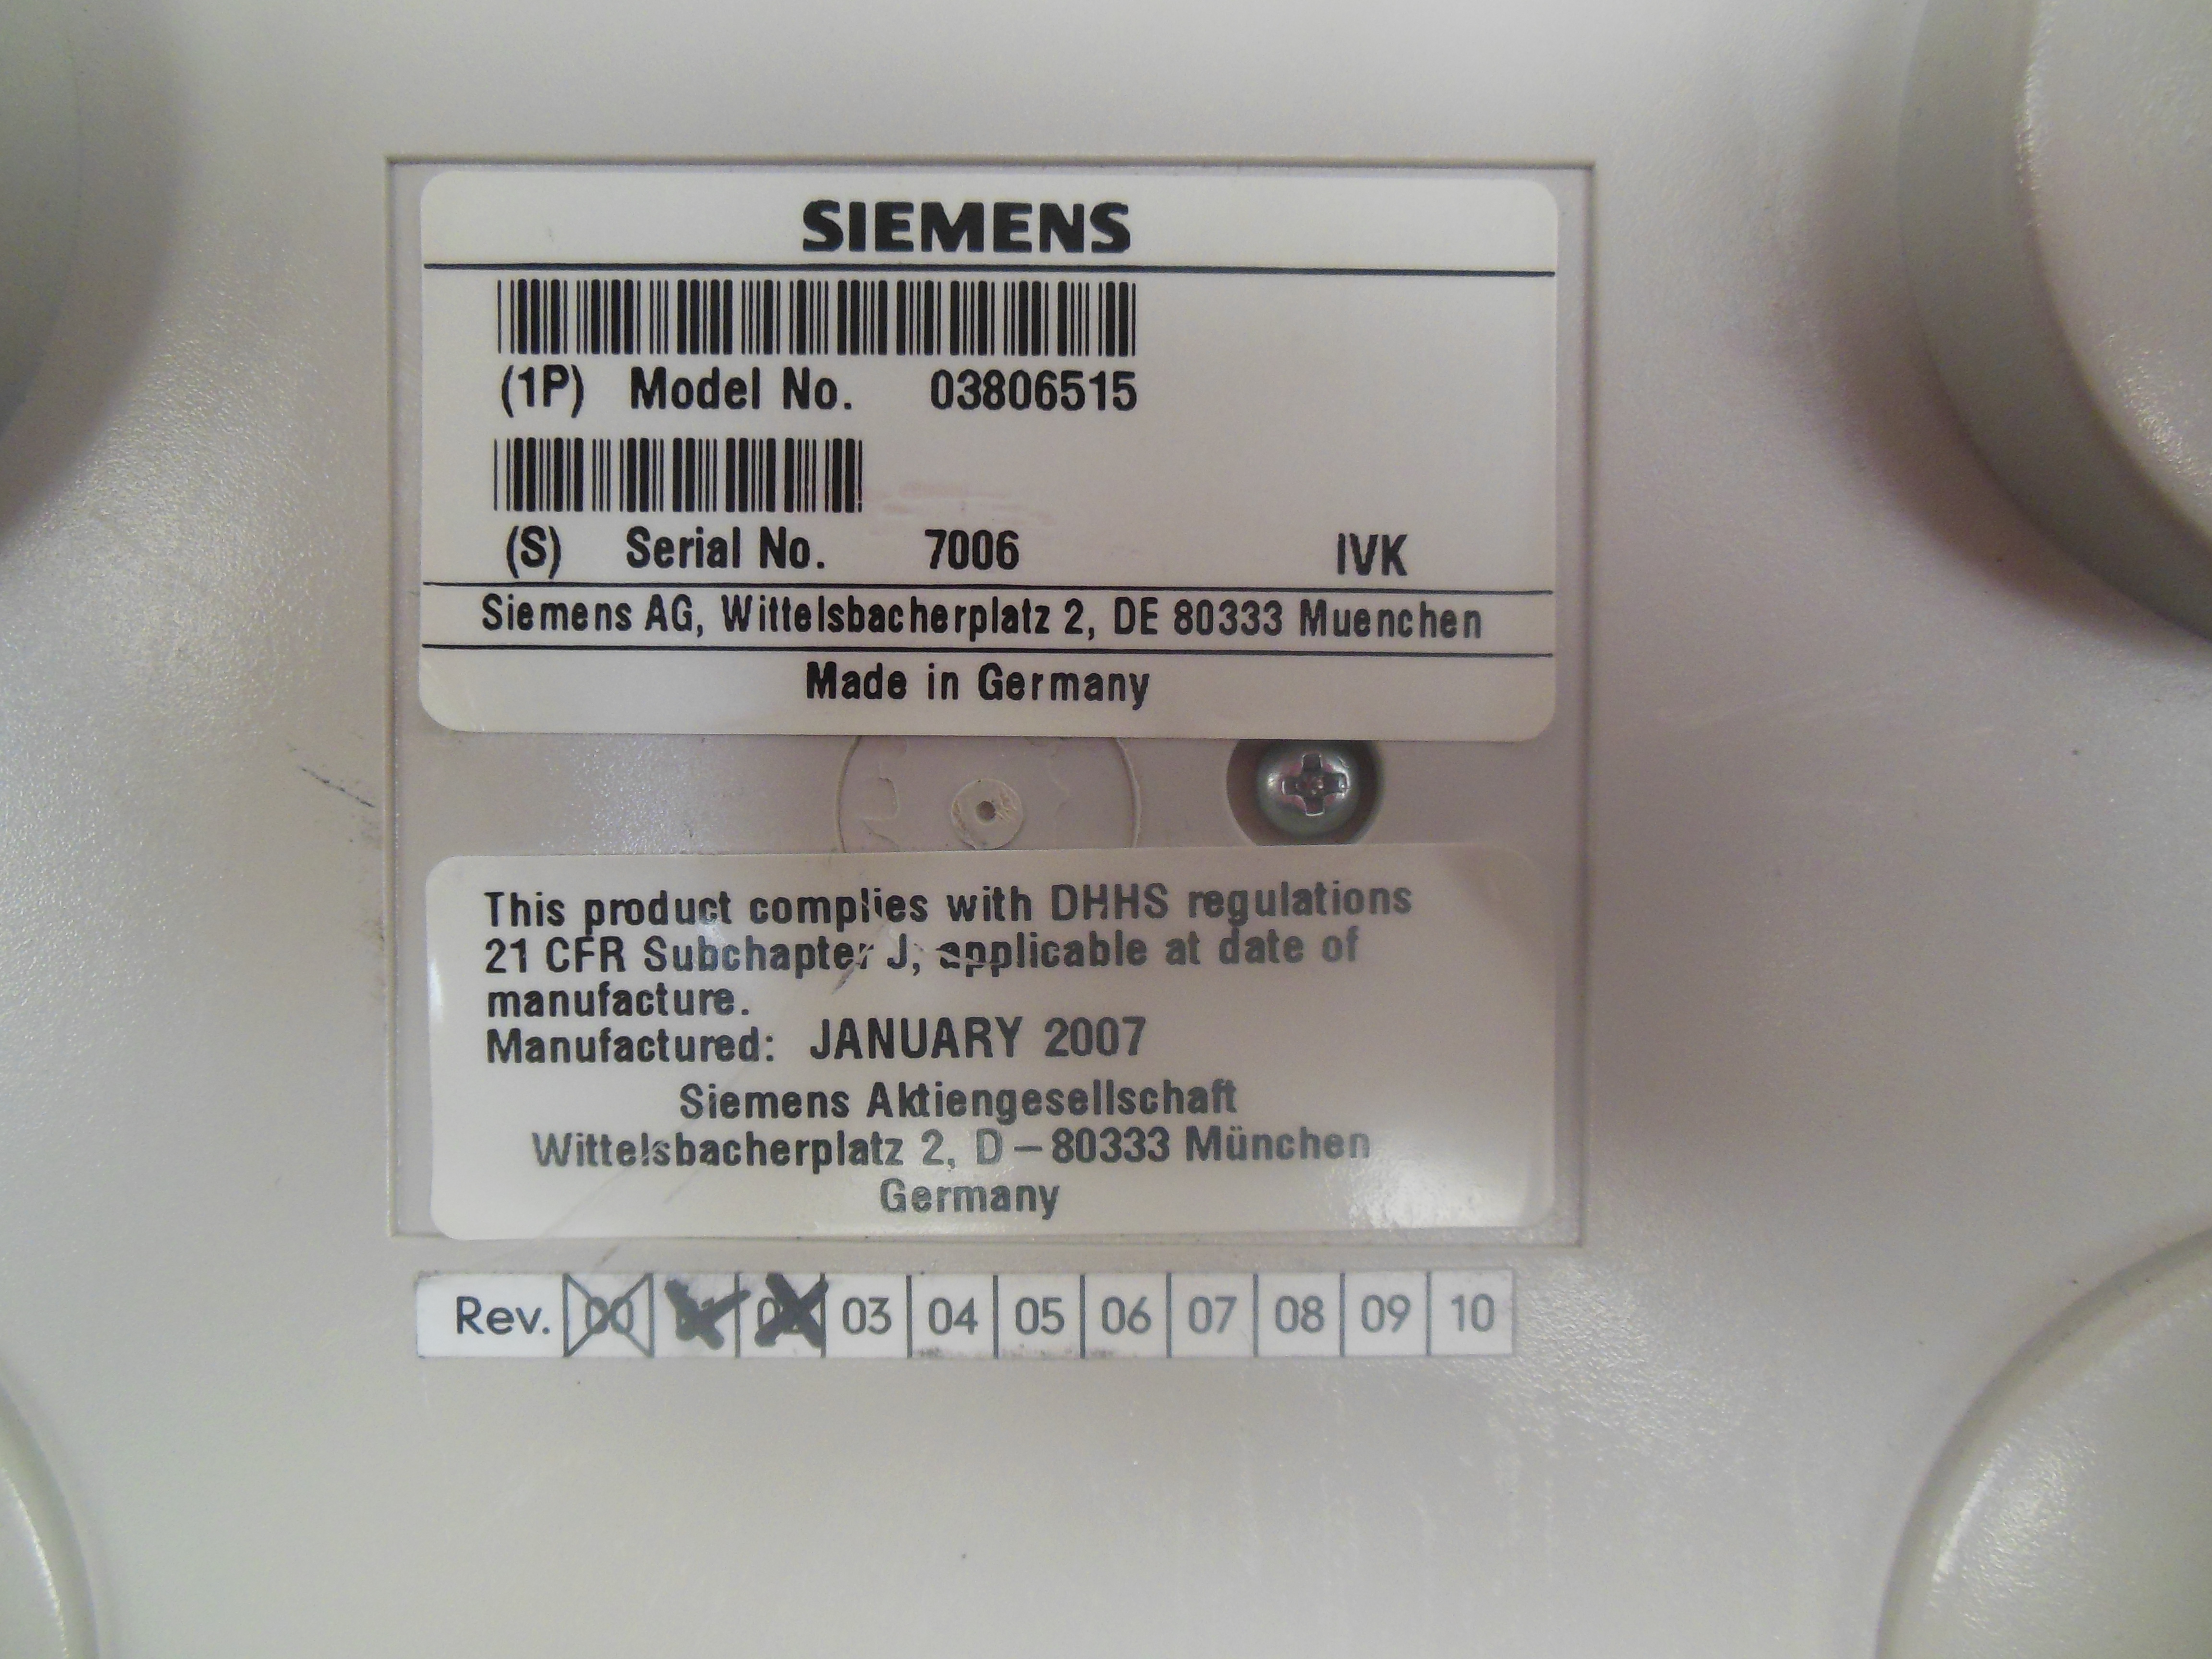 SIEMENS
(1P) Model No. 03806515
(S) Serial No. 7006 IVK
Siemens AG, Wittelsbacherplatz 2, DE 80333 Muenchen
Made in Germany
This product complies with DHHS regulations
21 CFR Subchapter J, applicable at date of
manufacture.
Manufactured: JANUARY 2007
Siemens Aktiengesellschaft
Wittelsbacherplatz 2, D – 80333 München
Germany
Rev. 00 03 04 05 06 07 08 09 10